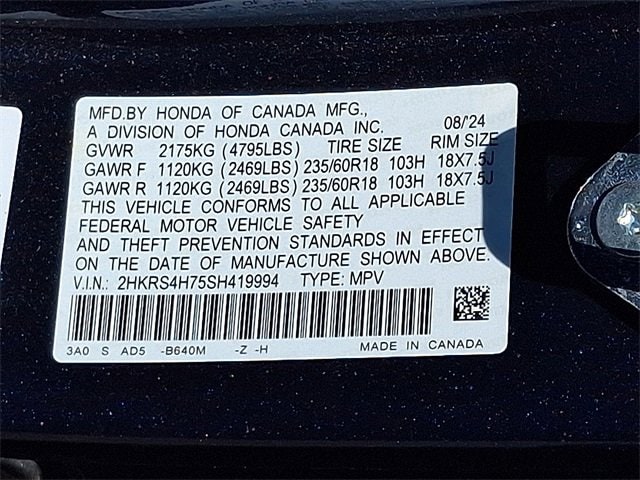 MFD.BY HONDA OF CANADA MFG.,
A DIVISION OF HONDA CANADA INC. 08/'24
GVWR 2175KG (4795LBS) TIRE SIZE RIM SIZE
GAWR F 1120KG (2469LBS) 235/60R18 103H 18X7.5J
GAWR R 1120KG (2469LBS) 235/60R18 103H 18X7.5J
THIS VEHICLE CONFORMS TO ALL APPLICABLE
FEDERAL MOTOR VEHICLE SAFETY
AND THEFT PREVENTION STANDARDS IN EFFECT
ON THE DATE OF MANUFACTURE SHOWN ABOVE.
V.I.N.: 2HKRS4H75SH419994 TYPE: MPV
3A0 S AD5 -B640M -Z -H MADE IN CANADA